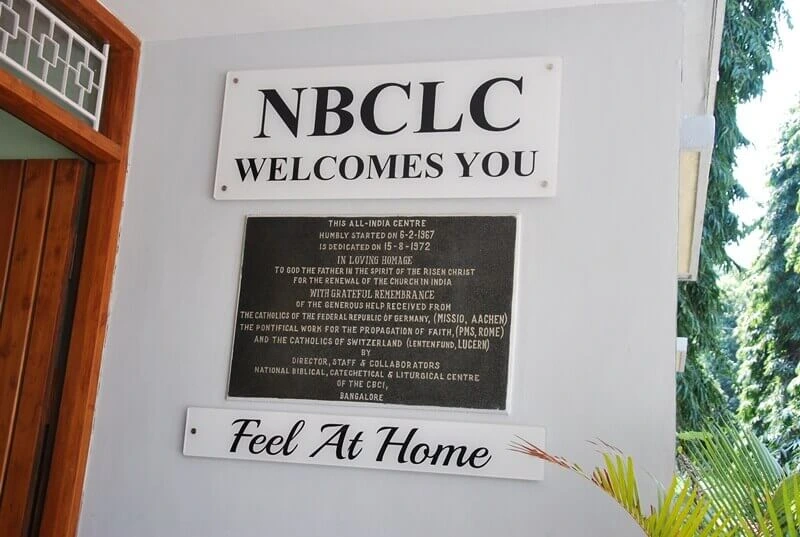 NBCLC
WELCOMES YOU
THIS ALL-INDIA CENTRE
HUMBLY STARTED ON 6-2-1967
IS DEDICATED ON 15-8-1972
IN LOVING HOMAGE
TO GOD THE FATHER IN THE SPIRIT OF THE RISEN CHRIST
FOR THE RENEWAL OF THE CHURCH IN INDIA
WITH GRATEFUL REMEMBRANCE
OF THE GENEROUS HELP RECEIVED FROM
THE CATHOLICS OF THE FEDERAL REPUBLIC OF GERMANY, (MISSIO, AACHEN)
THE PONTIFICAL WORK FOR THE PROPAGATION OF FAITH, (PMS, ROME)
AND THE CATHOLICS OF SWITZERLAND (LENTENFUND, LUCERN)
BY
DIRECTOR, STAFF & COLLABORATORS
NATIONAL BIBLICAL, CATECHETICAL & LITURGICAL CENTRE
OF THE CBCI,
BANGALORE
Feel At Home